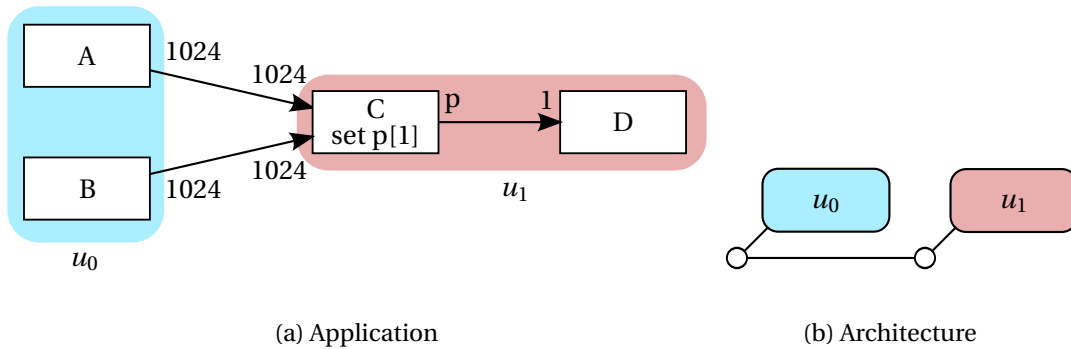 A
1024
1024
C
set p[1]
p
1
D
B
1024
1024
u0
u1
u0
u1
(a) Application
(b) Architecture